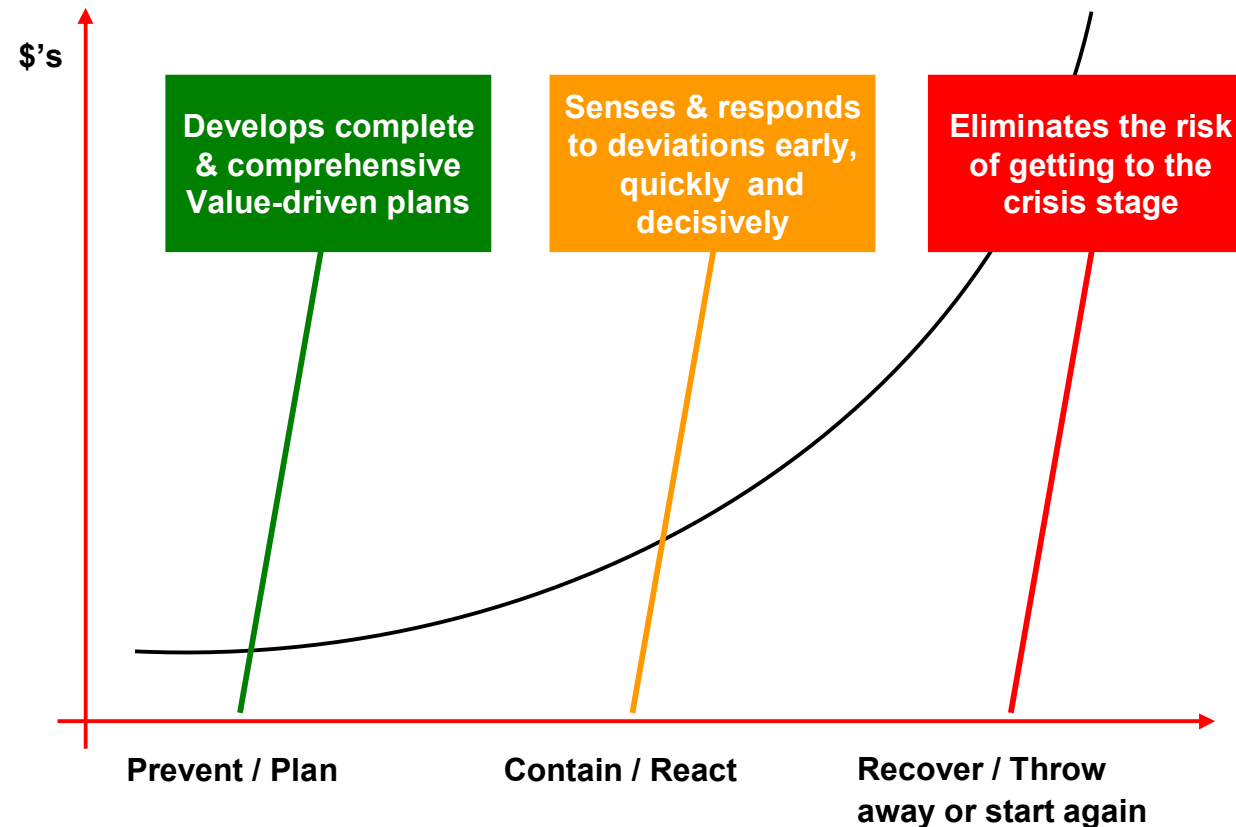 $’s
Develops complete
& comprehensive
Value-driven plans
Senses & responds
to deviations early,
quickly and
decisively
Eliminates the risk
of getting to the
crisis stage
Prevent / Plan
Contain / React
Recover / Throw
away or start again